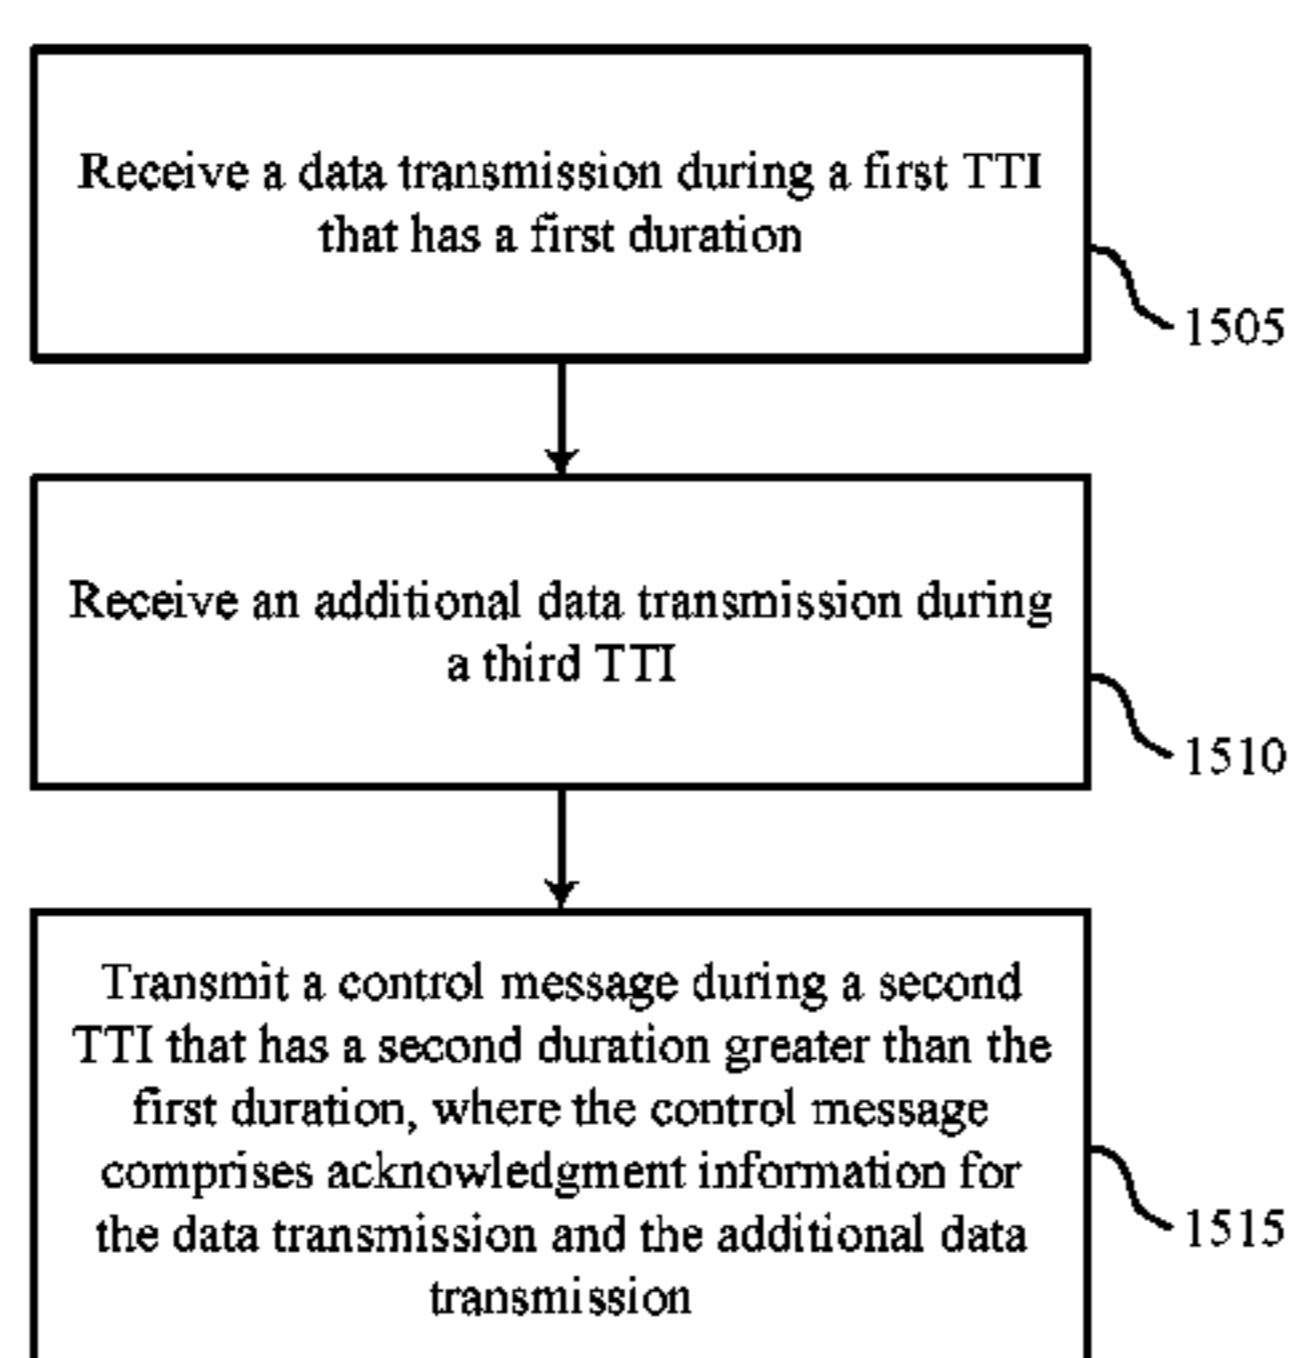 Receive a data transmission during a first TTI
that has a first duration
1505
Receive an additional data transmission during
a third TTI
1510
Transmit a control message during a second
TTI that has a second duration greater than the
first duration, where the control message
comprises acknowledgment information for
the data transmission and the additional data
transmission
1515